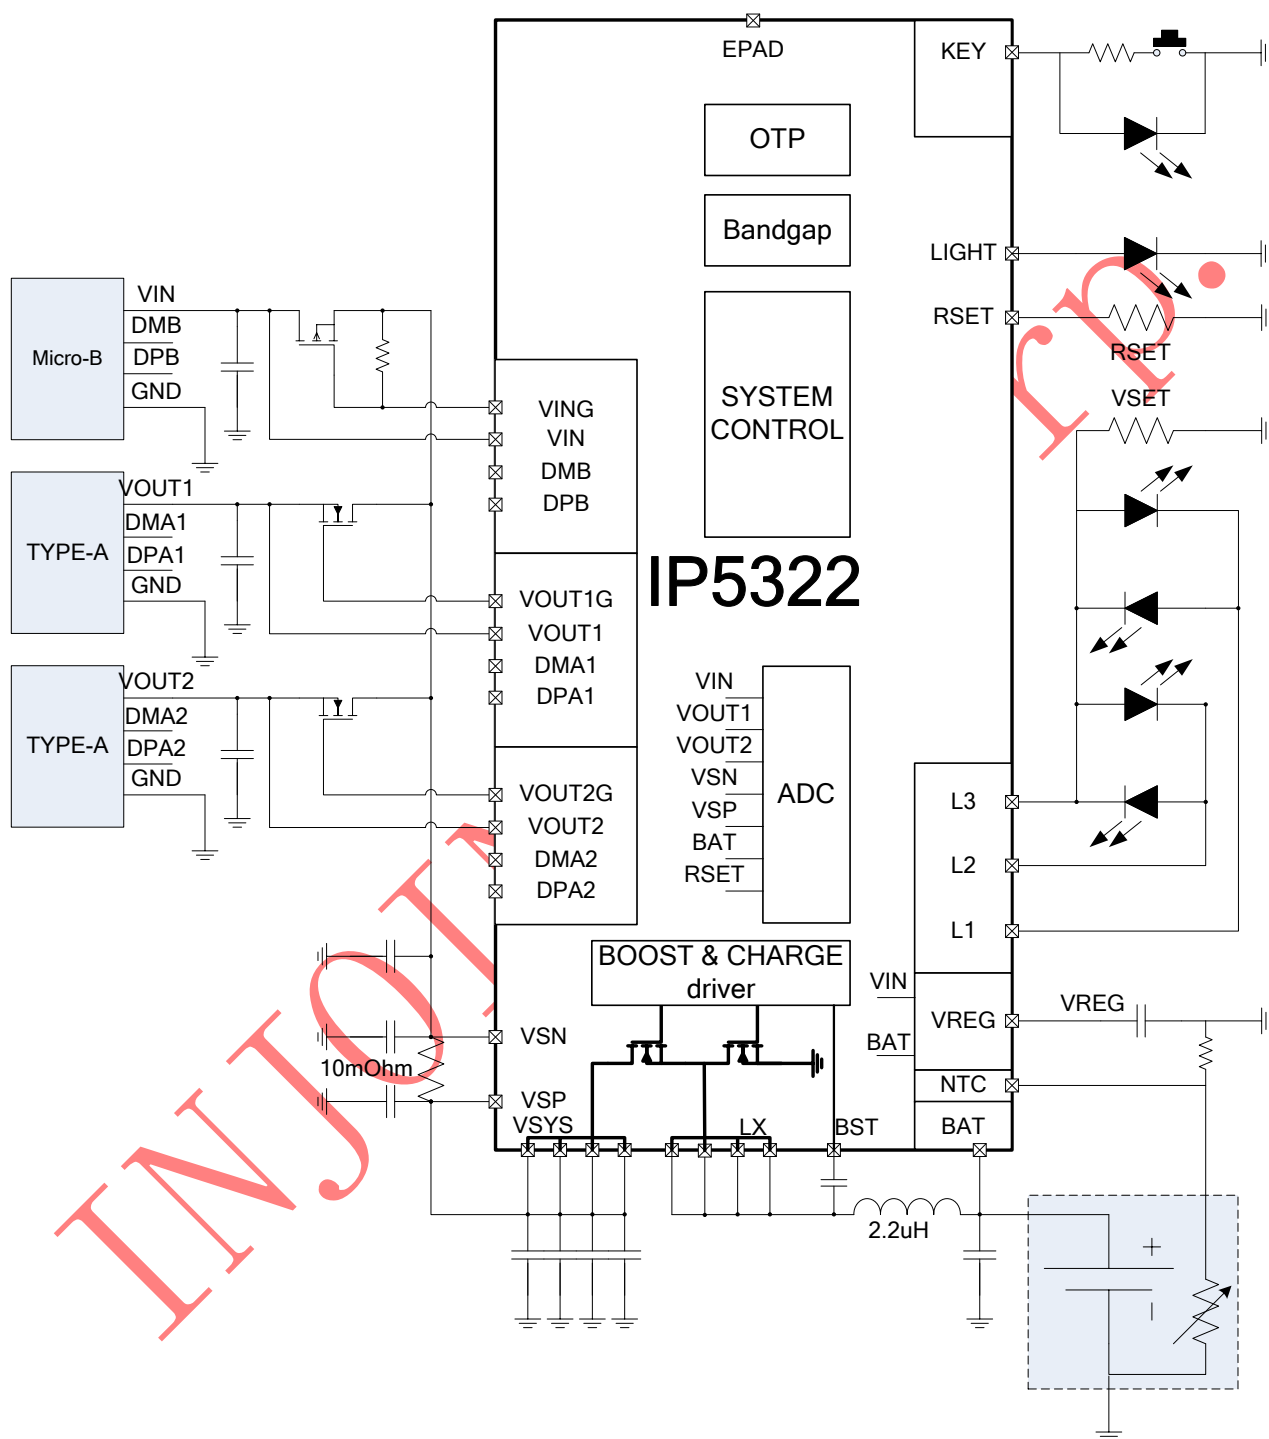 EPAD
KEY
OTP
Bandgap
LIGHT
RSET
RSET
VSET
SYSTEM
CONTROL
IP5322
Micro-B
VIN
DMB
DPB
GND
VING
VIN
DMB
DPB
TYPE-A
VOUT1
DMA1
DPA1
GND
VOUT1G
VOUT1
DMA1
DPA1
TYPE-A
VOUT2
DMA2
DPA2
GND
VOUT2G
VOUT2
DMA2
DPA2
VIN
VOUT1
VOUT2
VSN
VSP
BAT
RSET
ADC
L3
L2
L1
BOOST & CHARGE
driver
VIN
BAT
VREG
VREG
NTC
BAT
VSN
10mOhm
VSP
VSYS
LX
BST
2.2uH
+